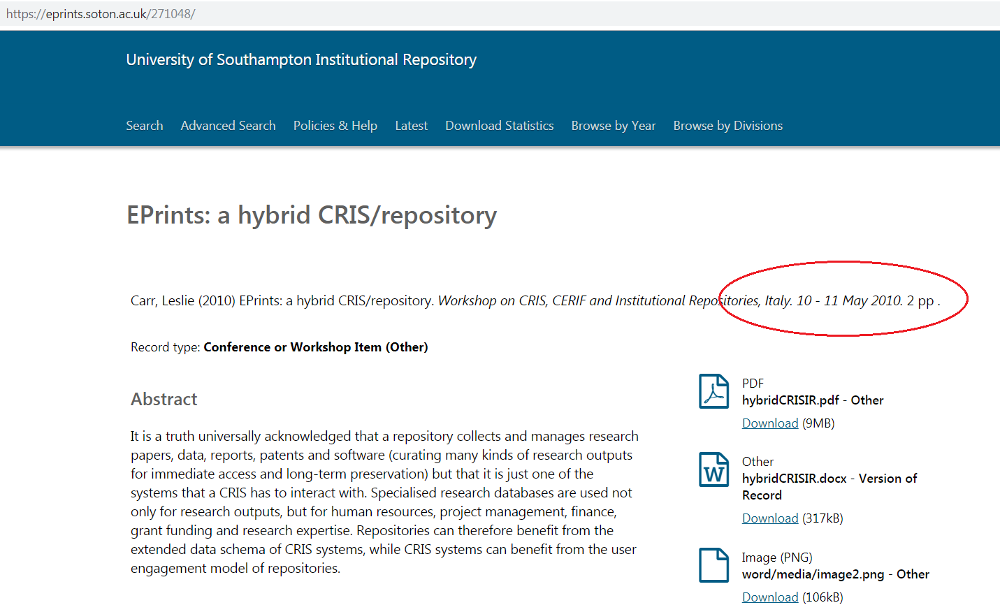 https://eprints.soton.ac.uk/271048/
University of Southampton Institutional Repository
Search Advanced Search Policies & Help Latest Download Statistics Browse by Year Browse by Divisions
EPrints: a hybrid CRIS/repository
Carr, Leslie (2010) EPrints: a hybrid CRIS/repository. Workshop on CRIS, CERIF and Institutional Repositories, Italy. 10 - 11 May 2010. 2 pp .
Record type: Conference or Workshop Item (Other)
Abstract
It is a truth universally acknowledged that a repository collects and manages research
papers, data, reports, patents and software (curating many kinds of research outputs
for immediate access and long-term preservation) but that it is just one of the
systems that a CRIS has to interact with. Specialised research databases are used not
only for research outputs, but for human resources, project management, finance,
grant funding and research expertise. Repositories can therefore benefit from the
extended data schema of CRIS systems, while CRIS systems can benefit from the user
engagement model of repositories.
PDF
hybridCRISIR.pdf - Other
Download (9MB)
Other
hybridCRISIR.docx - Version of
Record
Download (317kB)
Image (PNG)
word/media/image2.png - Other
Download (106kB)